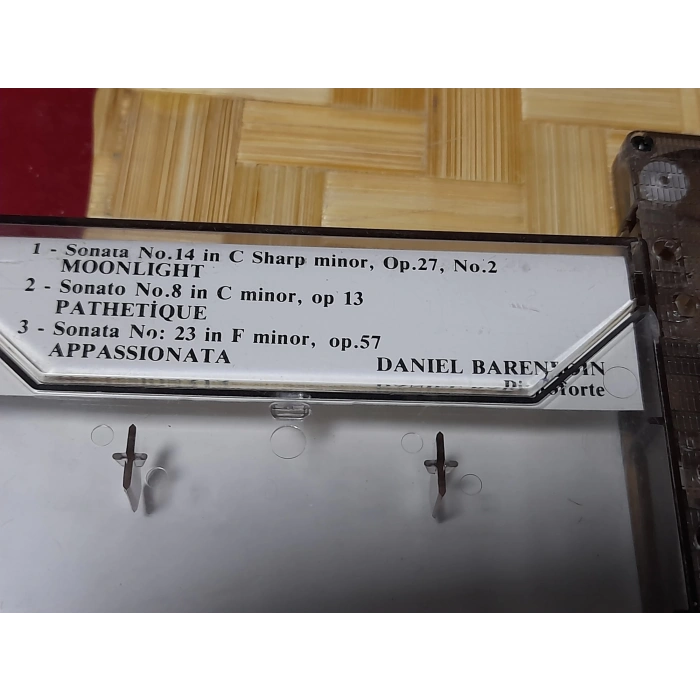 1 - Sonata No.14 in C Sharp minor, Op.27, No.2
MOONLIGHT
2 - Sonato No.8 in C minor, op 13
PATHETİQUE
3 - Sonata No: 23 in F minor, op.57
APPASSIONATA
DANIEL